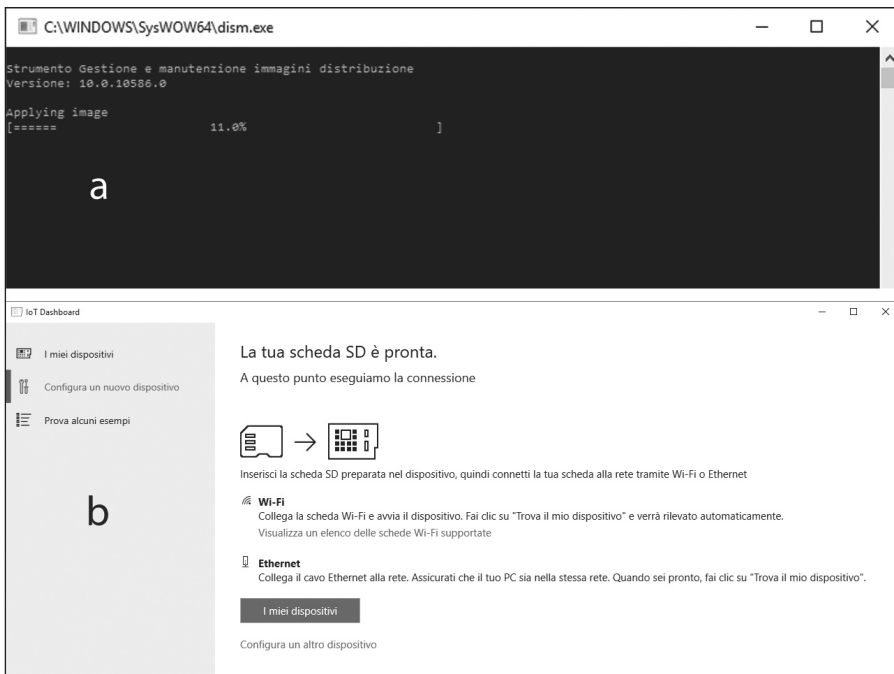 C:\WINDOWS\SysWOW64\dism.exe
Strumento Gestione e manutenzione immagini distribuzione
Versione: 10.0.10586.0
Applying image
[====== 11.0% ]
a
IoT Dashboard
I miei dispositivi
Configura un nuovo dispositivo
Prova alcuni esempi
b
La tua scheda SD è pronta.
A questo punto eseguiamo la connessione
Inserisci la scheda SD preparata nel dispositivo, quindi connetti la tua scheda alla rete tramite Wi-Fi o Ethernet
Wi-Fi
Collega la scheda Wi-Fi e avvia il dispositivo. Fai clic su "Trova il mio dispositivo" e verrà rilevato automaticamente.
Visualizza un elenco delle schede Wi-Fi supportate
Ethernet
Collega il cavo Ethernet alla rete. Assicurati che il tuo PC sia nella stessa rete. Quando sei pronto, fai clic su "Trova il mio dispositivo".
I miei dispositivi
Configura un altro dispositivo